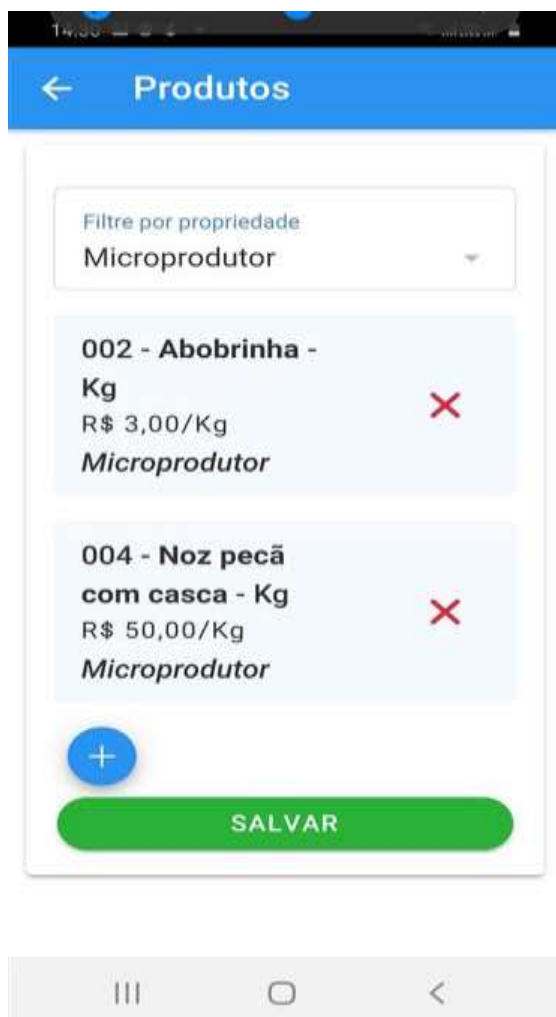 Produtos
Filtre por propriedade
Microprodutor
002 - Abobrinha -
Kg
R$ 3,00/Kg
Microprodutor
004 - Noz pecã
com casca - Kg
R$ 50,00/Kg
Microprodutor
SALVAR